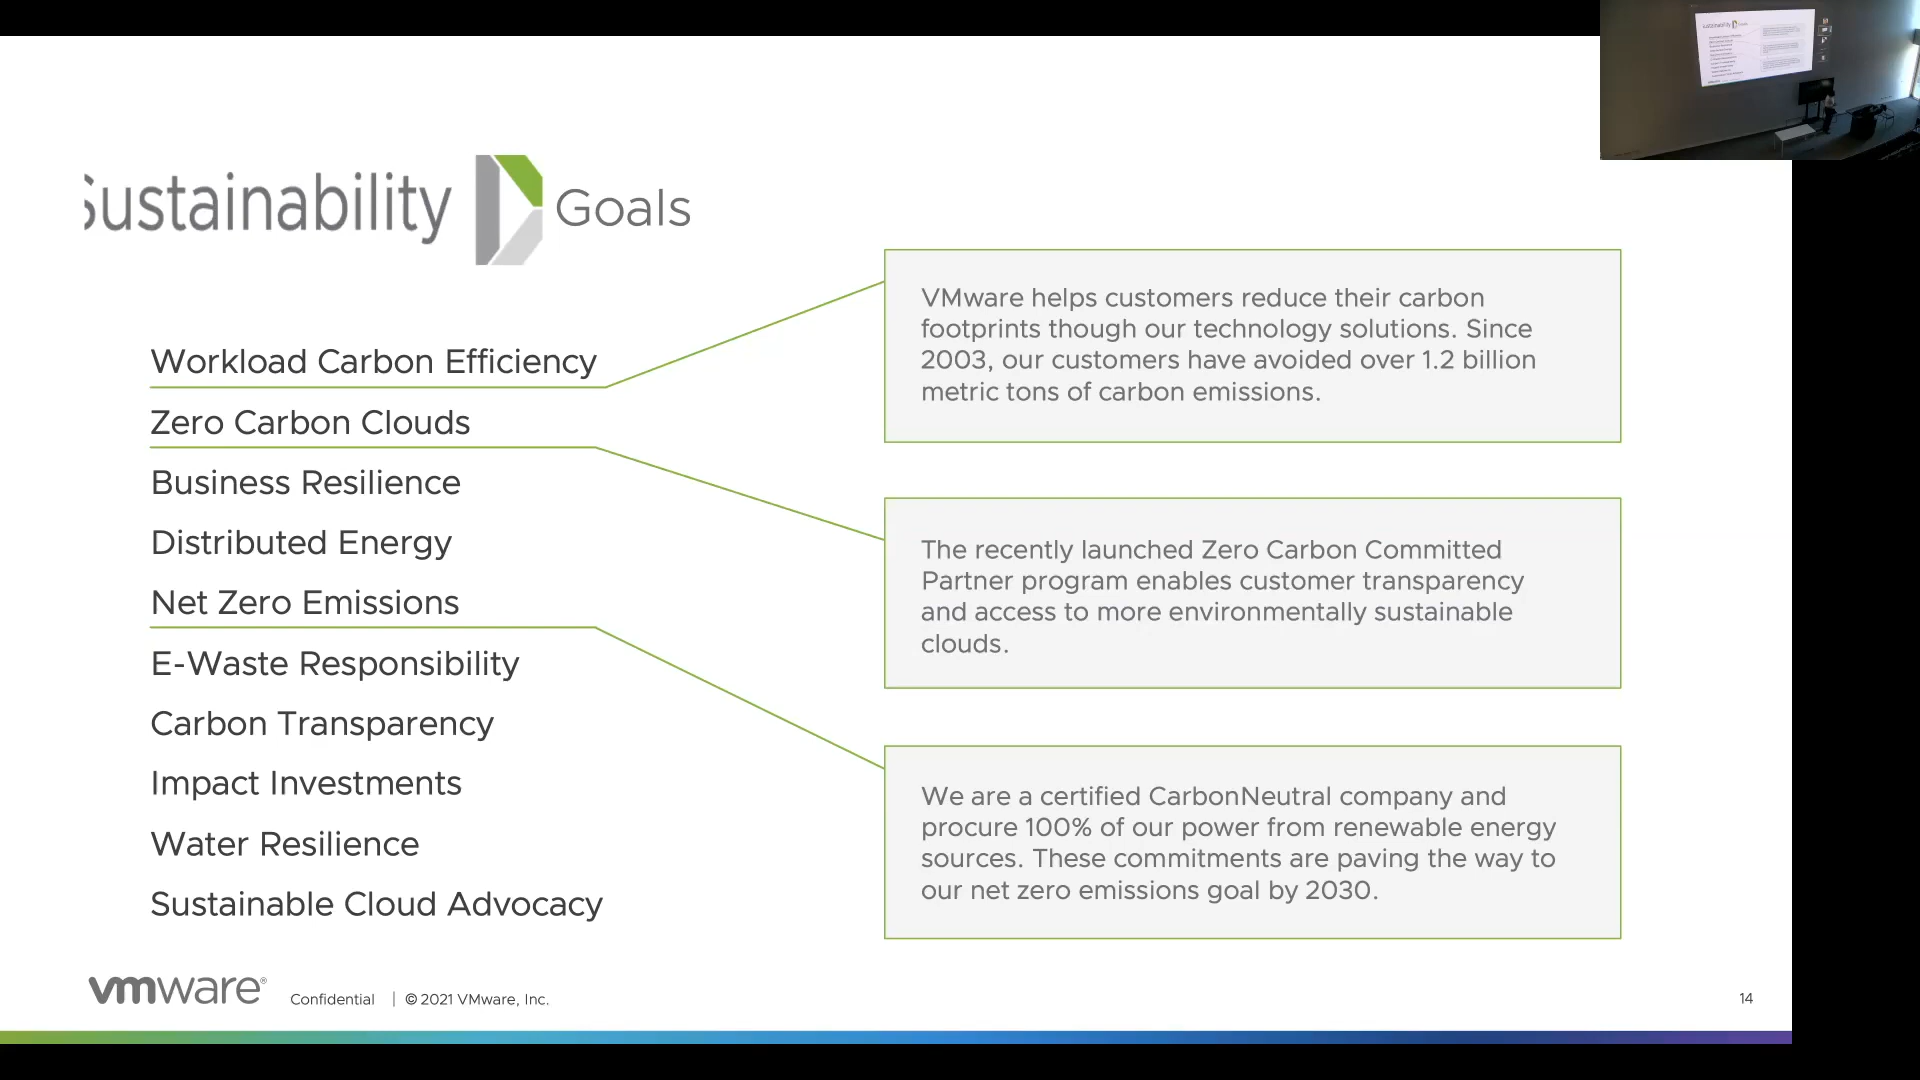 Sustainability Goals
Workload Carbon Efficiency
Zero Carbon Clouds
Business Resilience
Distributed Energy
Net Zero Emissions
E-Waste Responsibility
Carbon Transparency
Impact Investments
Water Resilience
Sustainable Cloud Advocacy
VMware helps customers reduce their carbon
footprints though our technology solutions. Since
2003, our customers have avoided over 1.2 billion
metric tons of carbon emissions.
The recently launched Zero Carbon Committed
Partner program enables customer transparency
and access to more environmentally sustainable
clouds.
We are a certified CarbonNeutral company and
procure 100% of our power from renewable energy
sources. These commitments are paving the way to
our net zero emissions goal by 2030.
vmware®
Confidential | © 2021 VMware, Inc.
14